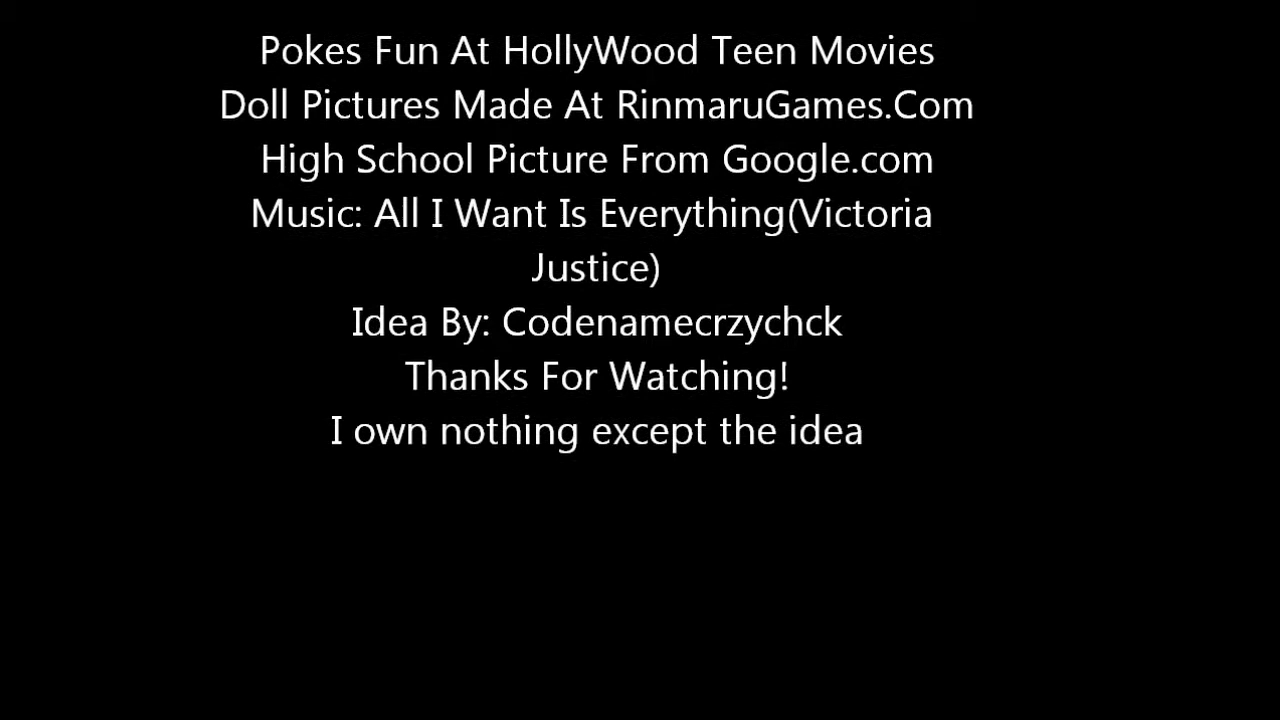 Pokes Fun At HollyWood Teen Movies
Doll Pictures Made At RinmaruGames.Com
High School Picture From Google.com
Music: All I Want Is Everything(Victoria
Justice)
Idea By: Codenamecrzychck
Thanks For Watching!
I own nothing except the idea